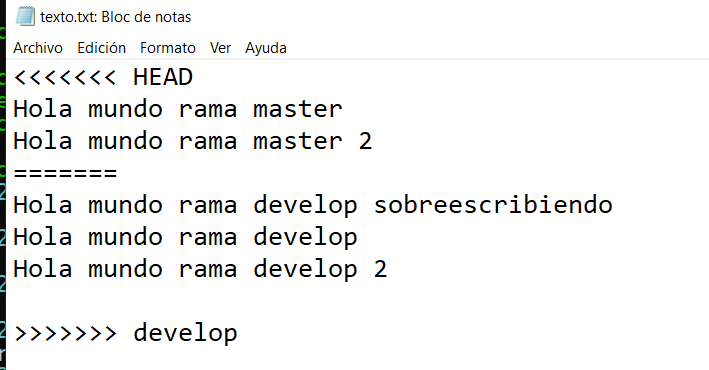 texto.txt: Bloc de notas
Archivo Edición Formato Ver Ayuda
<<<<<<< HEAD
Hola mundo rama master
Hola mundo rama master 2
=======
Hola mundo rama develop sobreescribiendo
Hola mundo rama develop
Hola mundo rama develop 2
>>>>>>> develop